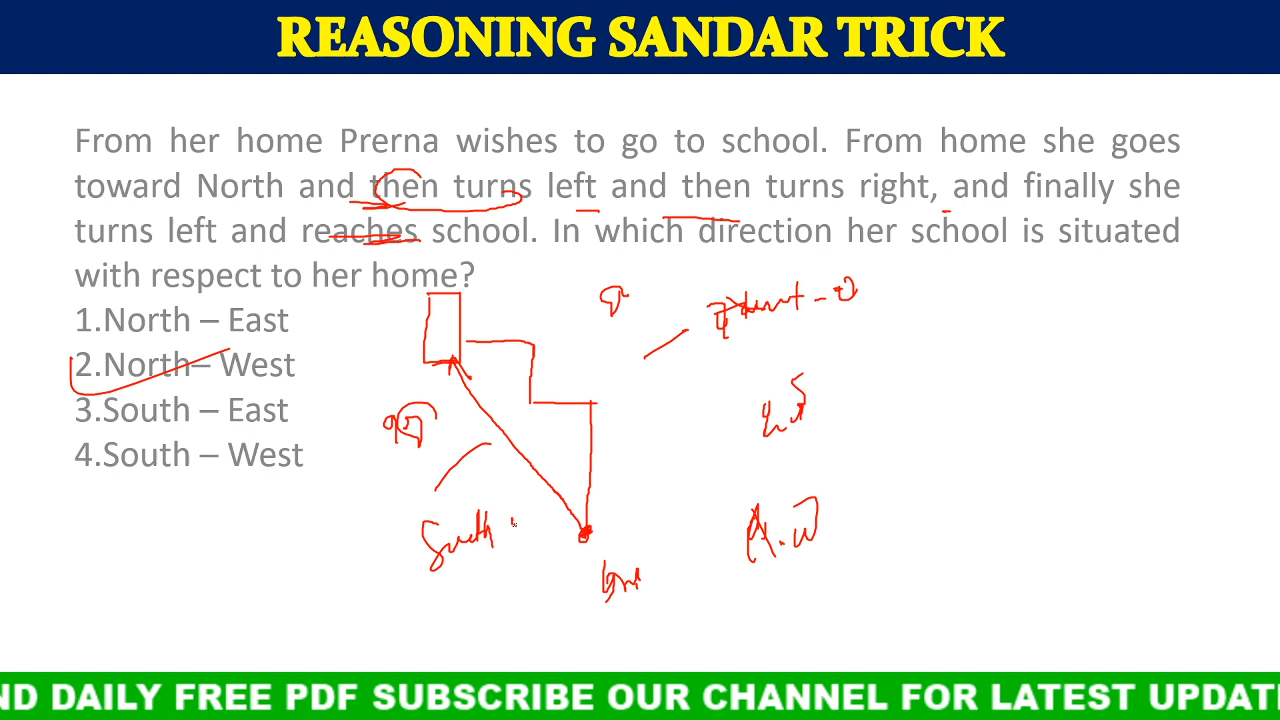 REASONING SANDAR TRICK
From her home Prerna wishes to go to school. From home she goes
toward North and then turns left and then turns right, and finally she
turns left and reaches school. In which direction her school is situated
with respect to her home?
1.North – East
2.North– West
3.South – East
4.South – West
South
ND DAILY FREE PDF SUBSCRIBE OUR CHANNEL FOR LATEST UPDAT